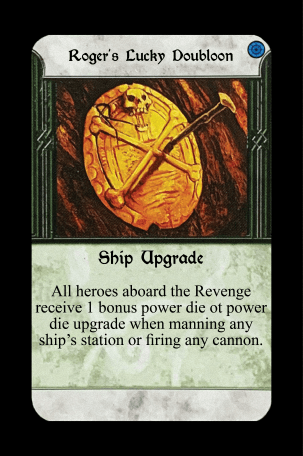 Roger's Lucky Doubloon
Ship Upgrade
All heroes aboard the Revenge
receive 1 bonus power die ot power
die upgrade when manning any
ship's station or firing any cannon.